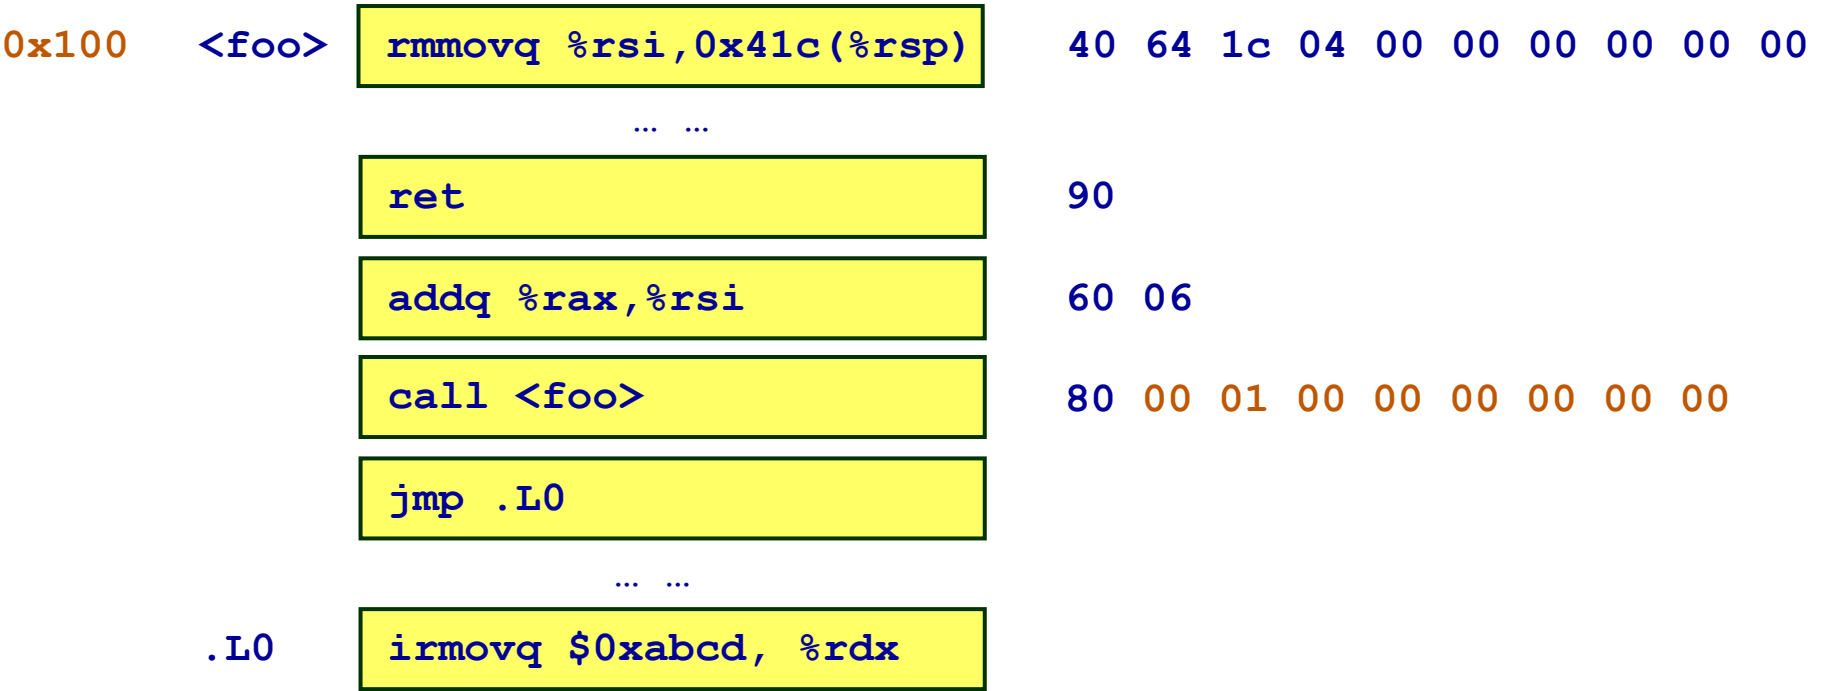 0x100 <foo> rmmovq %rsi,0x41c(%rsp) 40 64 1c 04 00 00 00 00 00 00
… …
ret 90
addq %rax,%rsi 60 06
call <foo> 80 00 01 00 00 00 00 00 00
jmp .L0
… …
.L0 irmovq $0xabcd, %rdx